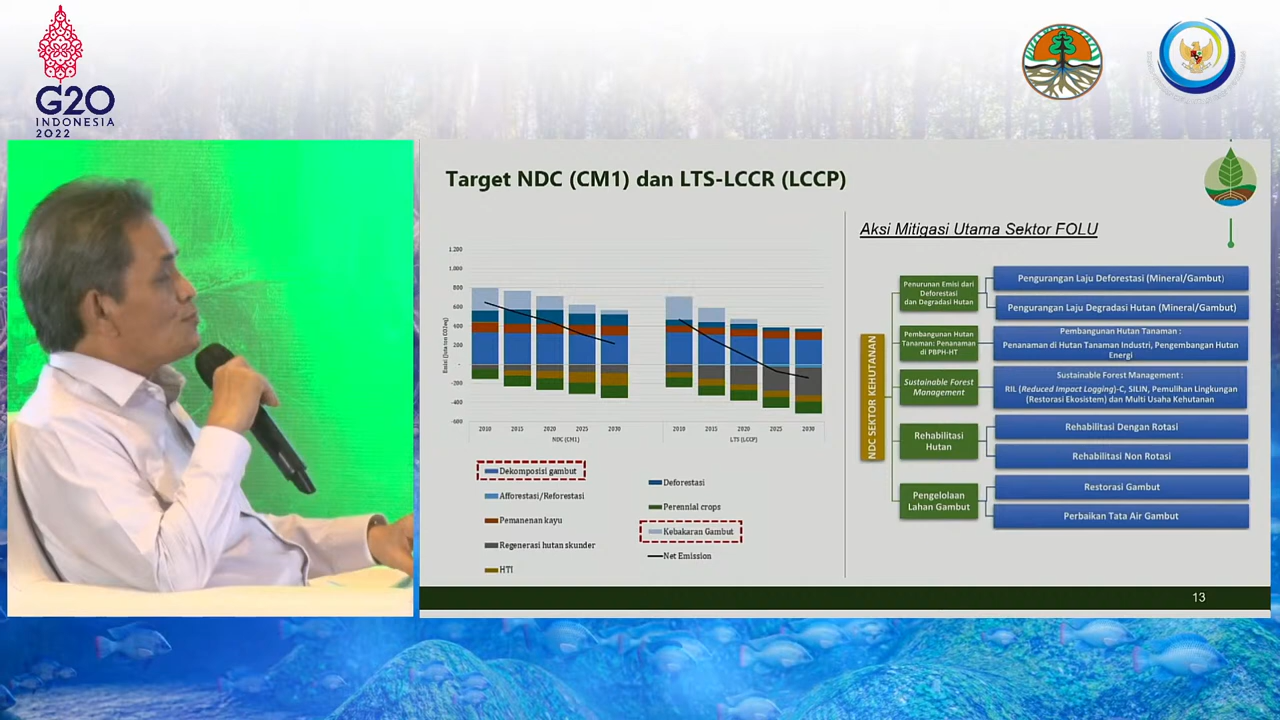 G20
INDONESIA
2022
Target NDC (CM1) dan LTS-LCCR (LCCP)
Aksi Mitigasi Utama Sektor FOLU
Emisi (Juta ton CO2eq)
1.200
1.000
800
600
400
200
-
-200
-400
-600
2010 2015 2020 2025 2030
NDC (CM1)
2010 2015 2020 2025 2030
LTS (LCCP)
Dekomposisi gambut
Afforestasi/Reforestasi
Pemanenan kayu
Regenerasi hutan skunder
HTI
Deforestasi
Perennial crops
Kebakaran Gambut
Net Emission
NDC SEKTOR KEHUTANAN
Penurunan Emisi dari
Deforestasi
dan Degradasi Hutan
Pengurangan Laju Deforestasi (Mineral/Gambut)
Pengurangan Laju Degradasi Hutan (Mineral/Gambut)
Pembangunan Hutan
Tanaman: Penanaman
di PBPH-HT
Pembangunan Hutan Tanaman :
Penanaman di Hutan Tanaman Industri, Pengembangan Hutan
Energi
Sustainable Forest
Management
Sustainable Forest Management :
RIL (Reduced Impact Logging)-C, SILIN, Pemulihan Lingkungan
(Restorasi Ekosistem) dan Multi Usaha Kehutanan
Rehabilitasi
Hutan
Rehabilitasi Dengan Rotasi
Rehabilitasi Non Rotasi
Pengelolaan
Lahan Gambut
Restorasi Gambut
Perbaikan Tata Air Gambut
13